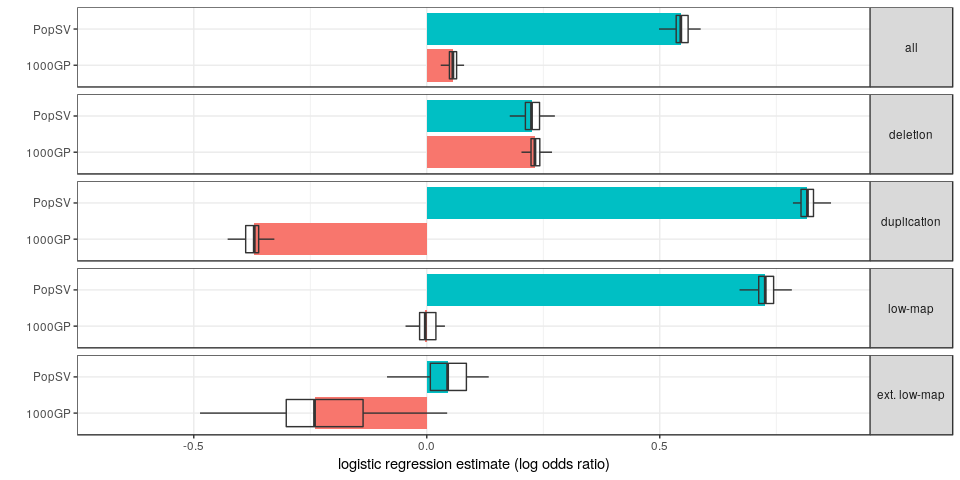 PopSV
1000GP
all
PopSV
1000GP
deletion
PopSV
1000GP
duplication
PopSV
1000GP
low-map
PopSV
1000GP
ext. low-map
-0.5 0.0 0.5
logistic regression estimate (log odds ratio)